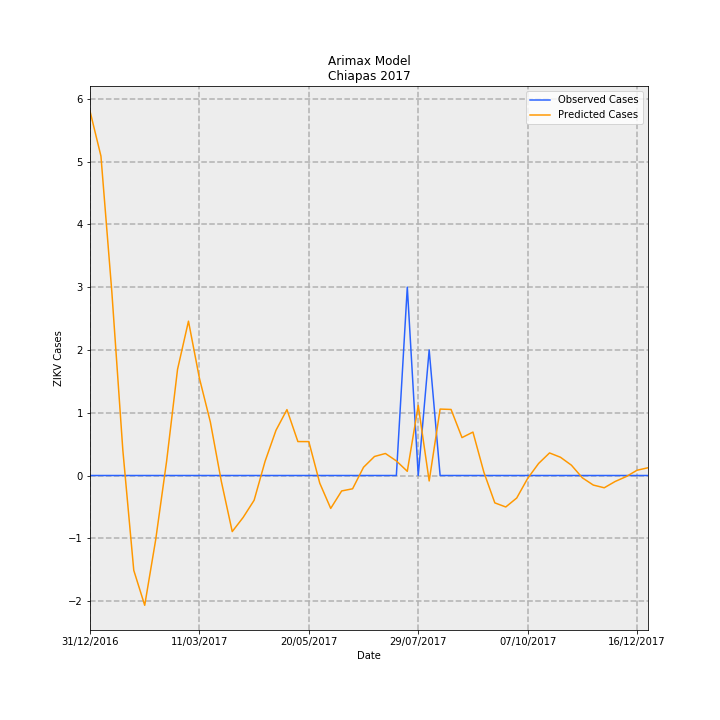 Arimax Model
Chiapas 2017
Observed Cases
Predicted Cases
6
5
4
3
2
1
0
−1
−2
ZIKV Cases
31/12/2016
11/03/2017
20/05/2017
29/07/2017
07/10/2017
16/12/2017
Date